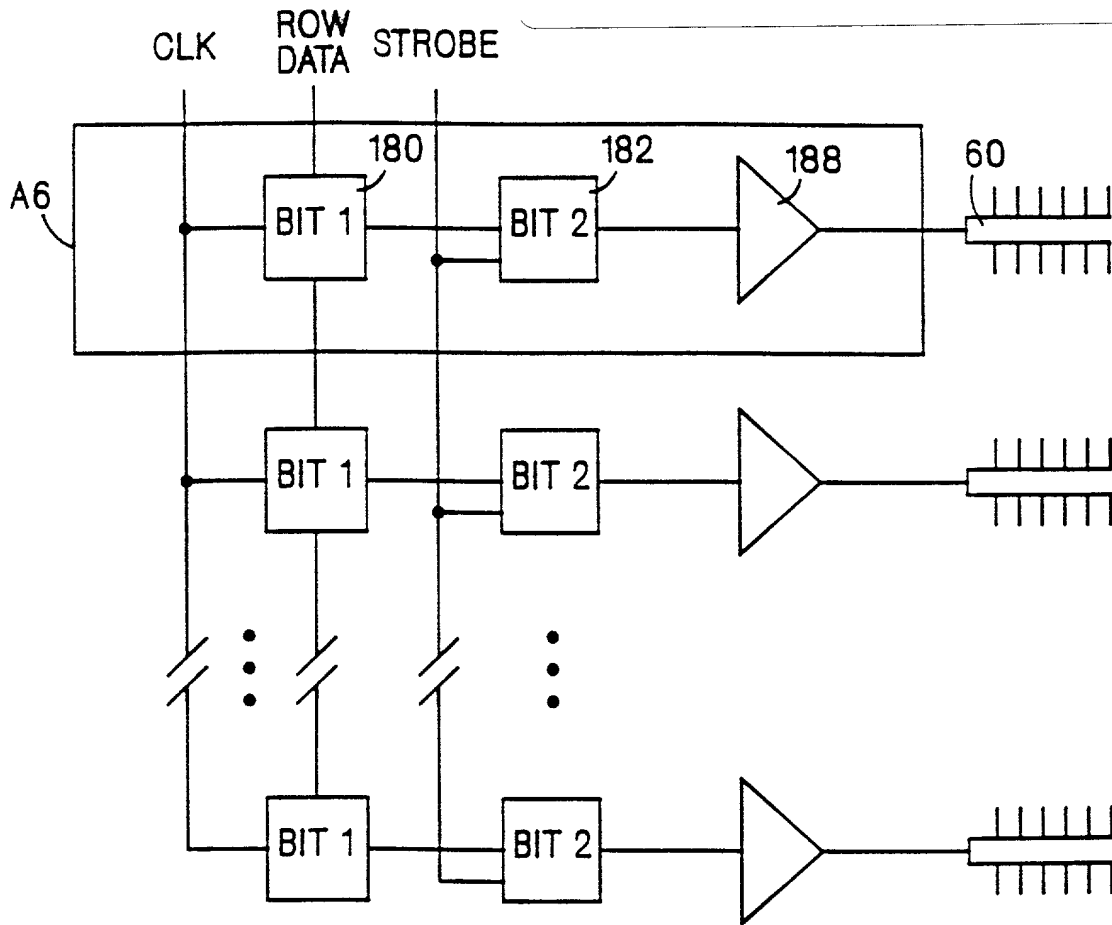 CLK
ROW
DATA
STROBE
180
182
188
60
A6
BIT 1
BIT 2
BIT 1
BIT 2
BIT 1
BIT 2